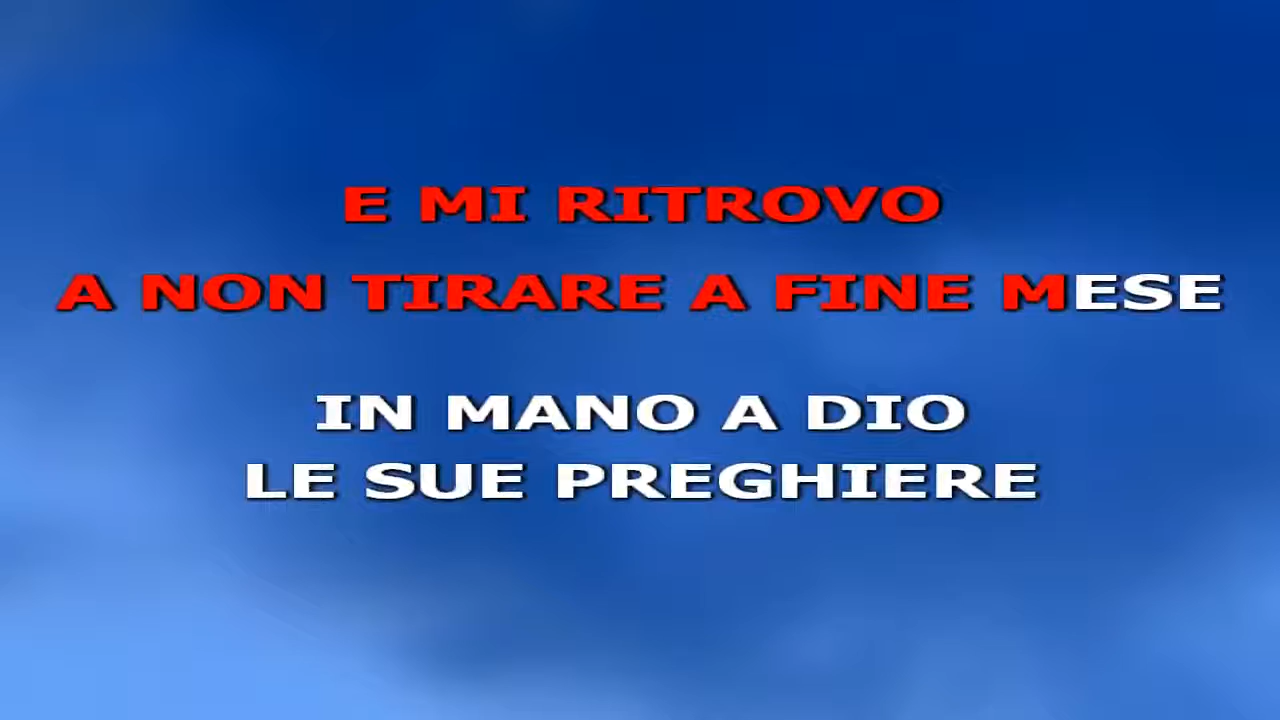 E MI RITROVO
A NON TIRARE A FINE MESE
IN MANO A DIO
LE SUE PREGHIERE